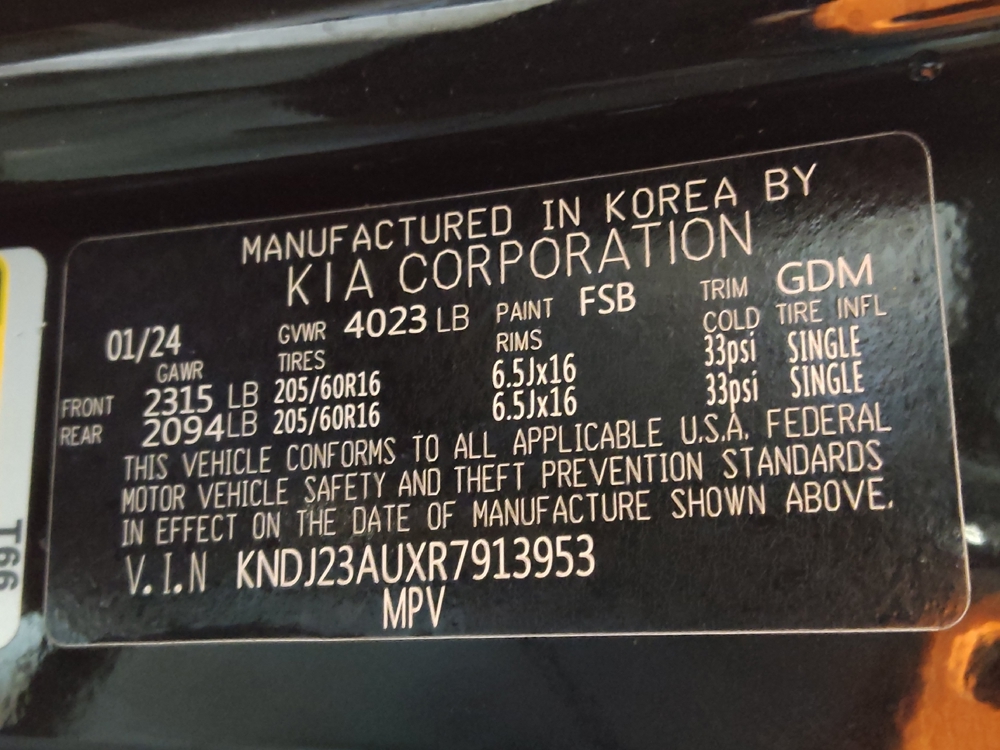 MANUFACTURED IN KOREA BY
KIA CORPORATION
01/24 GVWR 4023 LB PAINT FSB TRIM GDM
GAWR TIRES RIMS COLD TIRE INFL
FRONT 2315 LB 205/60R16 6.5Jx16 33psi SINGLE
REAR 2094LB 205/60R16 6.5Jx16 33psi SINGLE
THIS VEHICLE CONFORMS TO ALL APPLICABLE U.S.A. FEDERAL
MOTOR VEHICLE SAFETY AND THEFT PREVENTION STANDARDS
IN EFFECT ON THE DATE OF MANUFACTURE SHOWN ABOVE.
V.I.N KNDJ23AUXR7913953
MPV